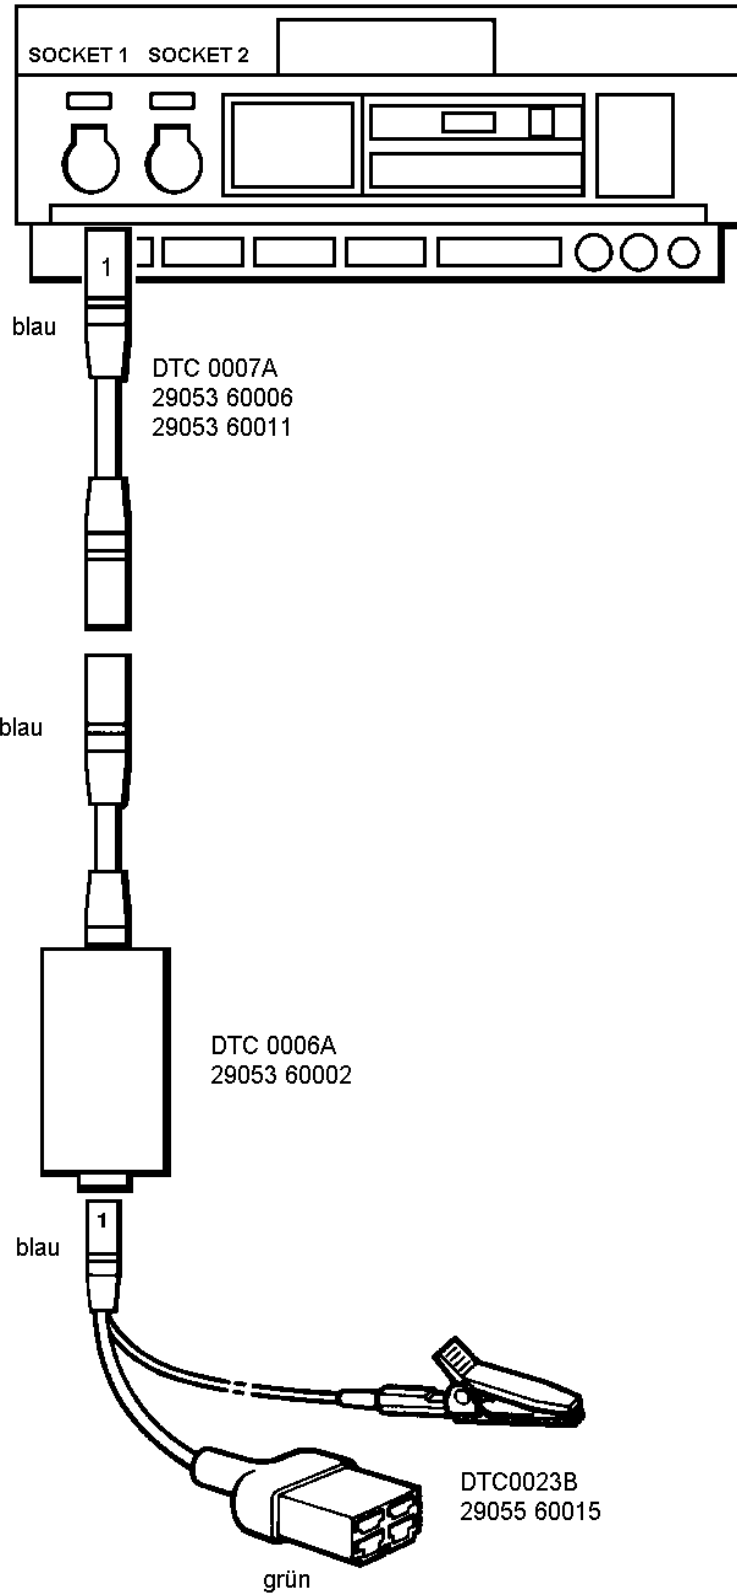 SOCKET 1 SOCKET 2
1
blau
DTC 0007A
29053 60006
29053 60011
blau
DTC 0006A
29053 60002
1
blau
DTC0023B
29055 60015
grün